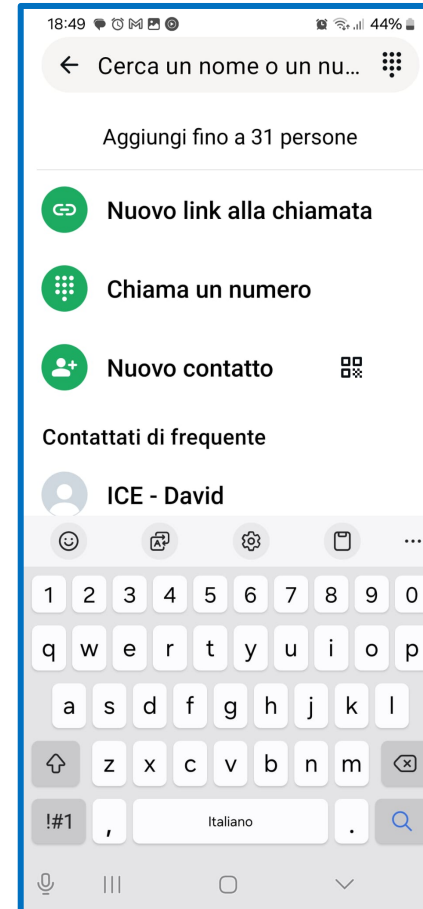 18:49 44%
Cerca un nome o un nu...
Aggiungi fino a 31 persone
Nuovo link alla chiamata
Chiama un numero
Nuovo contatto
Contattati di frequente
ICE - David
1 2 3 4 5 6 7 8 9 0
q w e r t y u i o p
a s d f g h j k l
z x c v b n m
!#1 , Italiano .